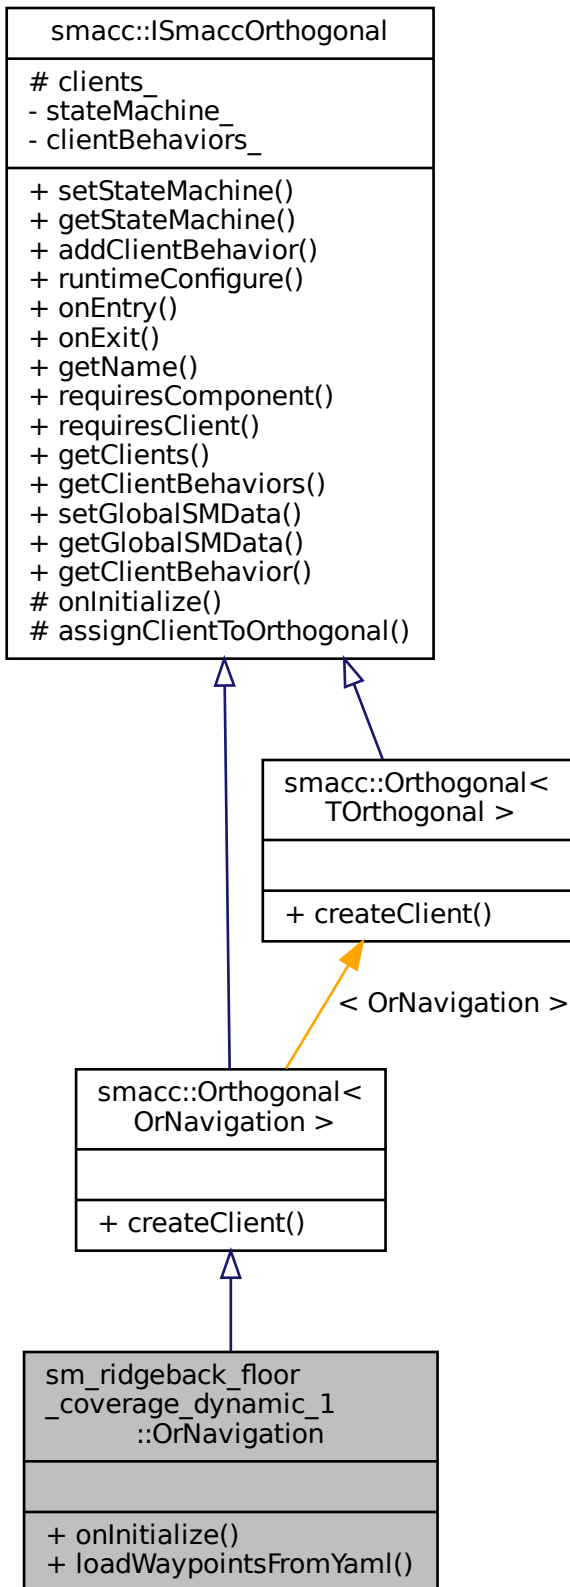 smacc::ISmaccOrthogonal
# clients_
- stateMachine_
- clientBehaviors_
+ setStateMachine()
+ getStateMachine()
+ addClientBehavior()
+ runtimeConfigure()
+ onEntry()
+ onExit()
+ getName()
+ requiresComponent()
+ requiresClient()
+ getClients()
+ getClientBehaviors()
+ setGlobalSMData()
+ getGlobalSMData()
+ getClientBehavior()
# onInitialize()
# assignClientToOrthogonal()
smacc::Orthogonal<
TOrthogonal >
+ createClient()
< OrNavigation >
smacc::Orthogonal<
OrNavigation >
+ createClient()
sm_ridgeback_floor
_coverage_dynamic_1
::OrNavigation
+ onInitialize()
+ loadWaypointsFromYaml()